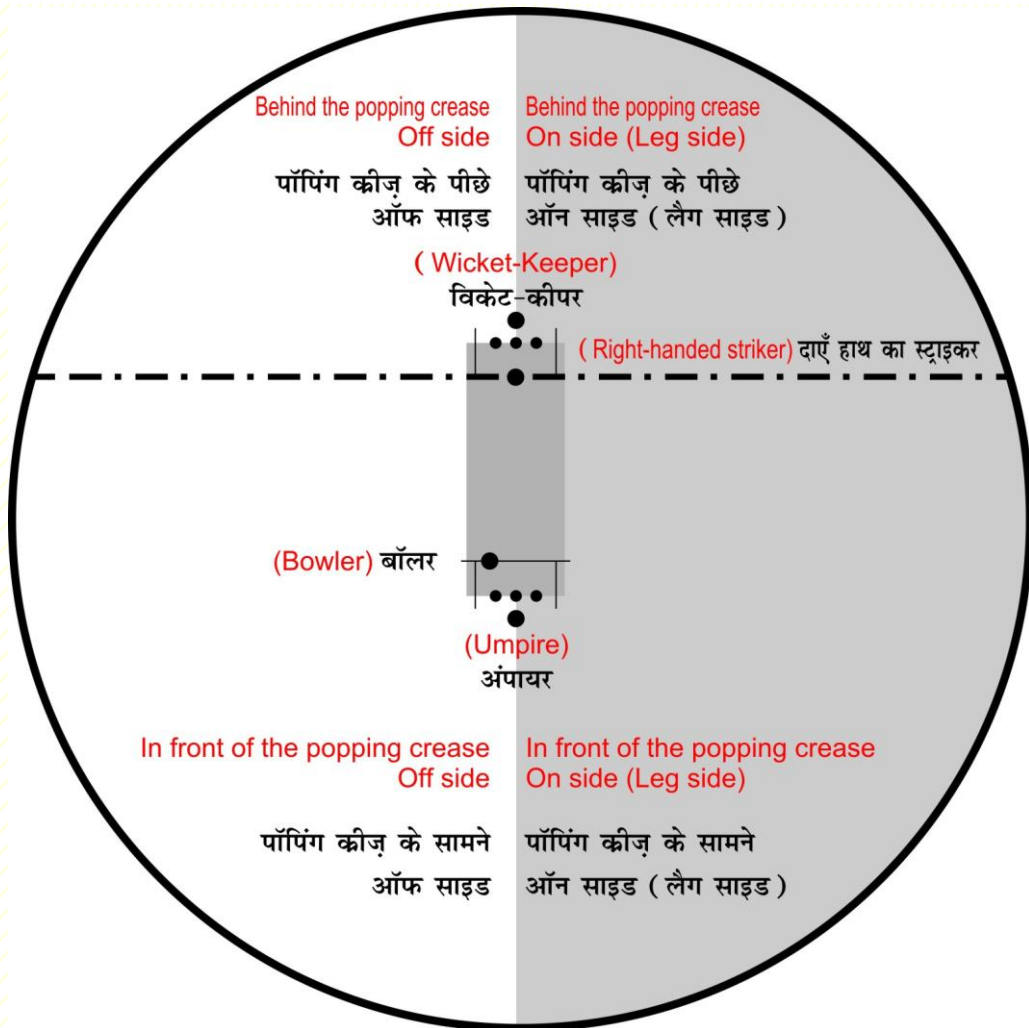 Behind the popping crease
Off side
Behind the popping crease
On side (Leg side)
पॉपिंग क्रीज़ के पीछे
ऑफ साइड
पॉपिंग क्रीज़ के पीछे
ऑन साइड ( लैग साइड )
( Wicket-Keeper)
विकेट-कीपर
( Right-handed striker) दाएँ हाथ का स्ट्राइकर
(Bowler) बॉलर
(Umpire)
अंपायर
In front of the popping crease
Off side
In front of the popping crease
On side (Leg side)
पॉपिंग क्रीज़ के सामने
ऑफ साइड
पॉपिंग क्रीज़ के सामने
ऑन साइड ( लैग साइड )